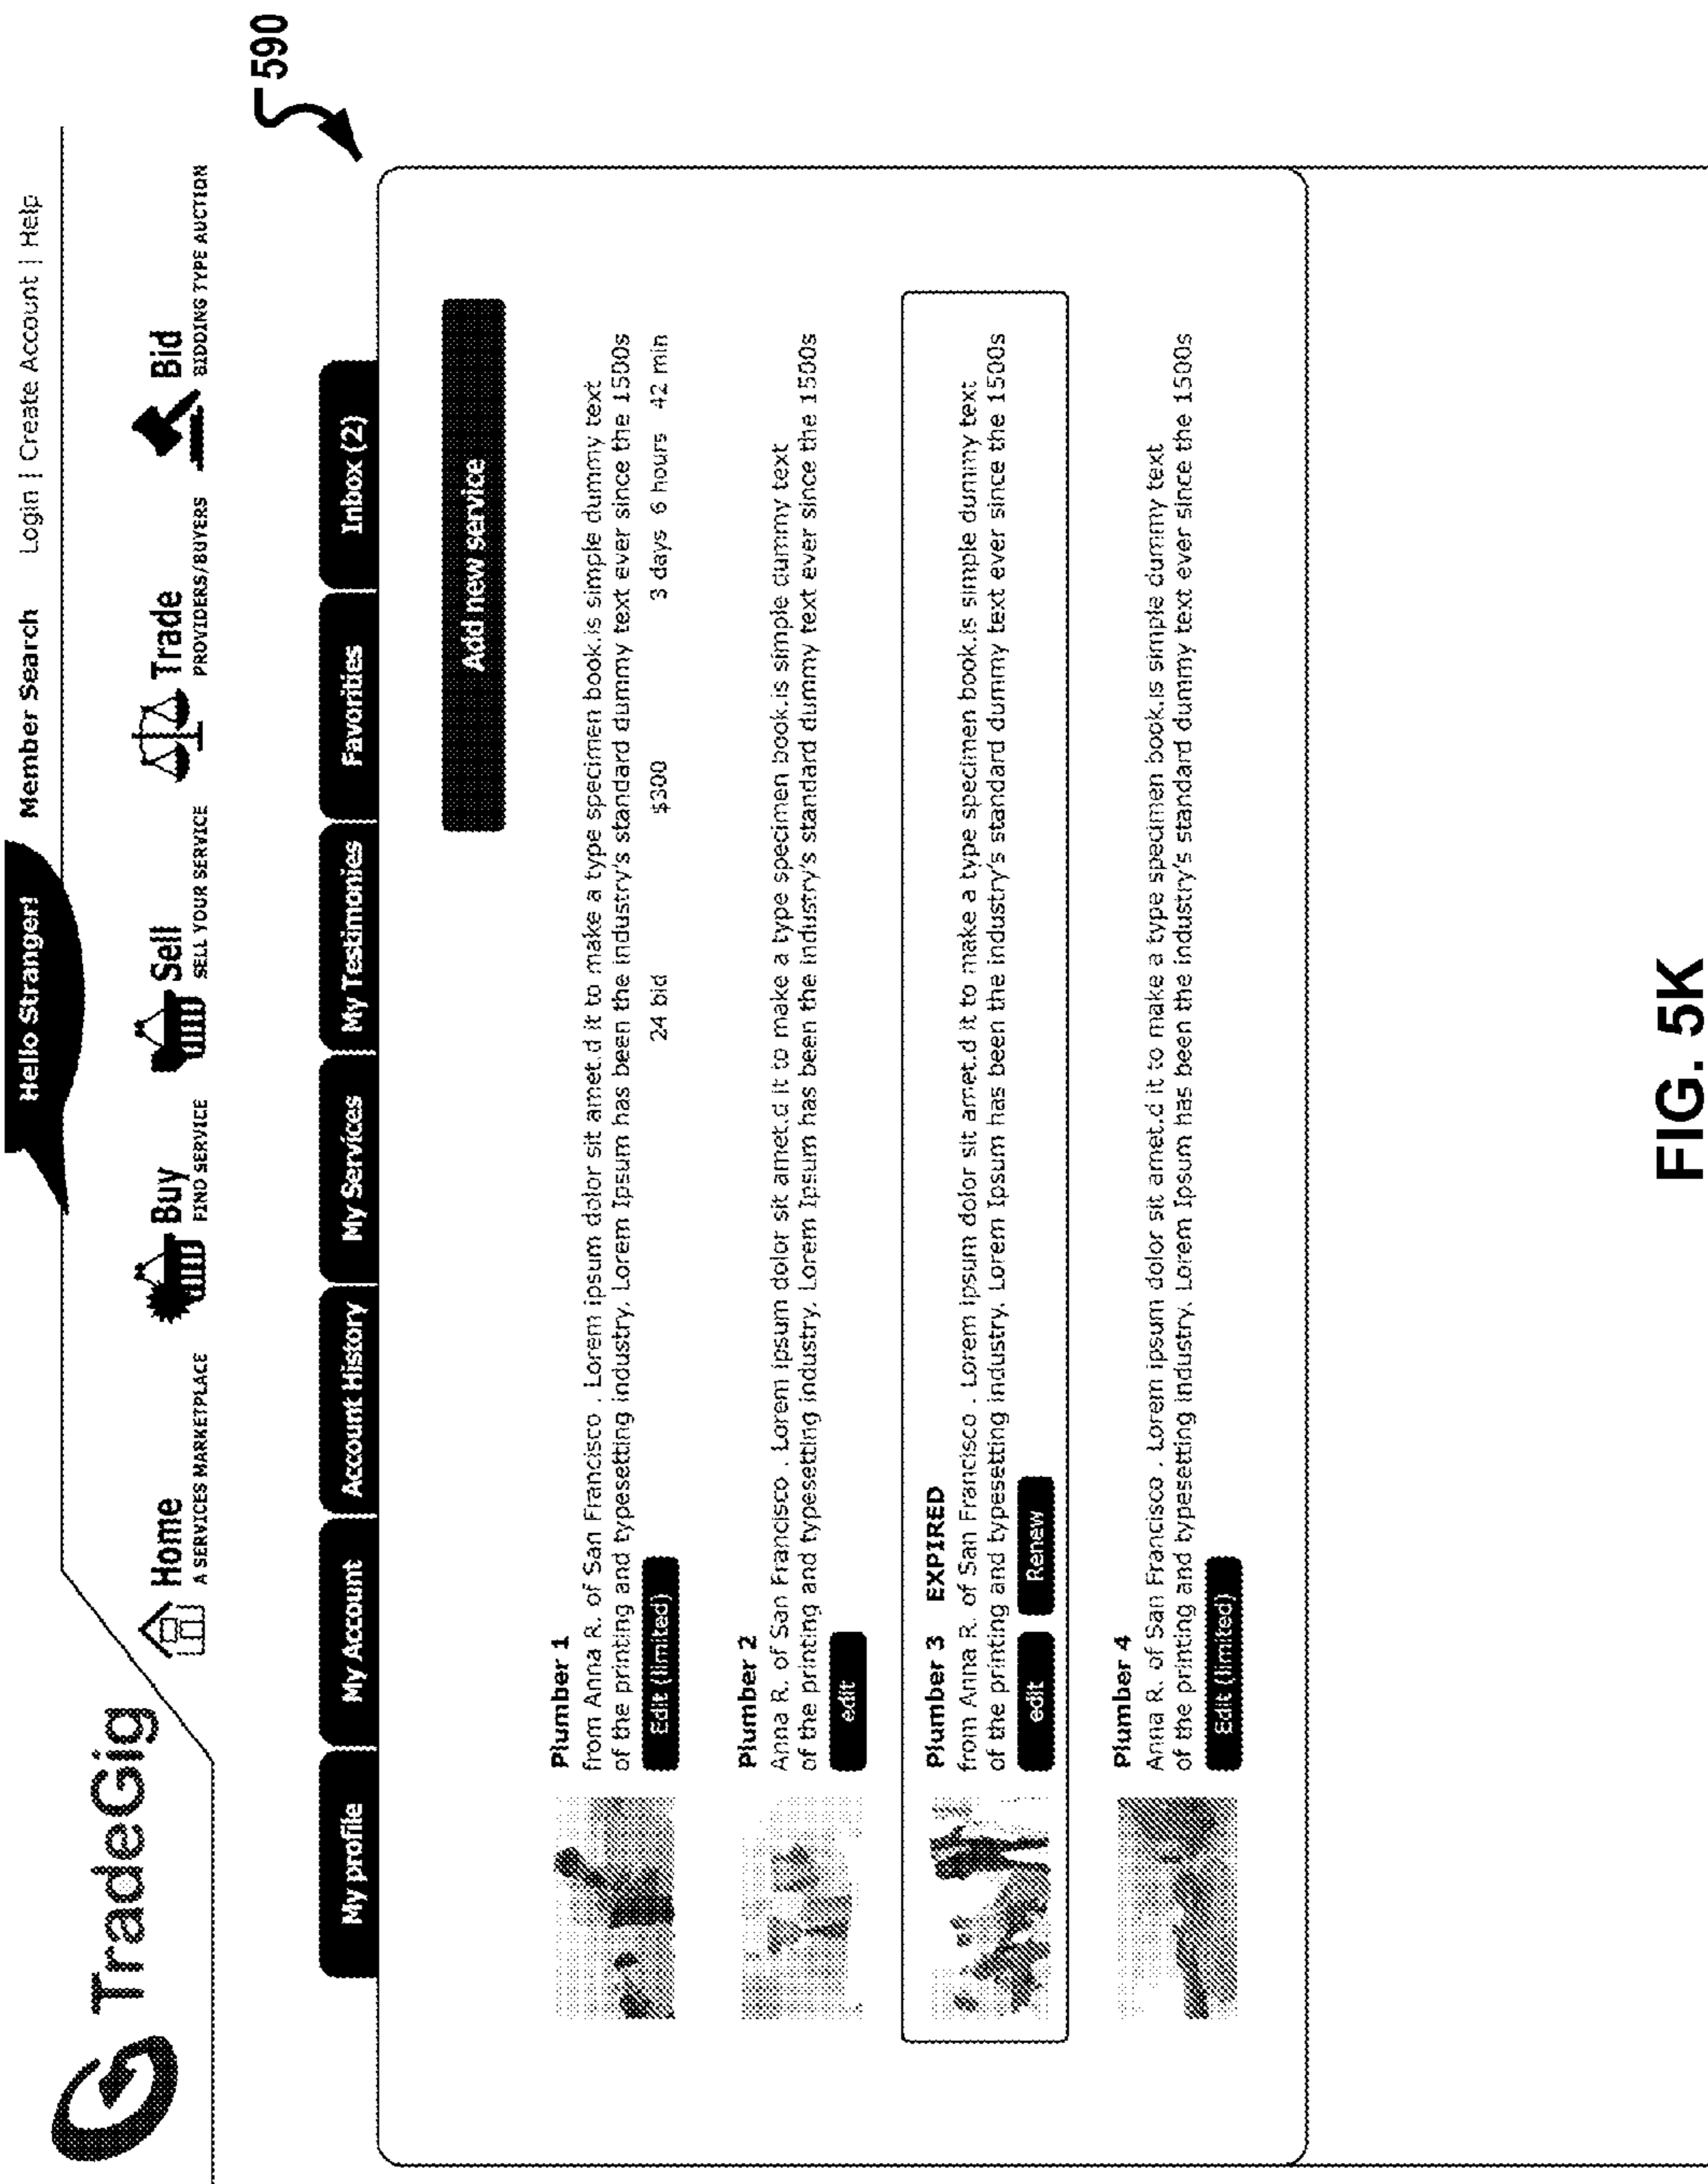 Hello Stranger!
Member Search Login | Create Account | Help
TradeGig
Home
A SERVICES MARKETPLACE
Buy
FIND SERVICE
Sell
SELL YOUR SERVICE
Trade
PROVIDERS/BUYERS
Bid
BIDDING TYPE AUCTION
590
My profile My Account Account History My Services My Testimonies Favorities Inbox (2)
Add new service
Plumber 1
from Anna R. of San Francisco . Lorem ipsum dolor sit amet.d it to make a type specimen book.is simple dummy text
of the printing and typesetting industry. Lorem Ipsum has been the industry's standard dummy text ever since the 1500s
Edit (limited) 24 bid $300 3 days 6 hours 42 min
Plumber 2
Anna R. of San Francisco . Lorem ipsum dolor sit amet.d it to make a type specimen book.is simple dummy text
of the printing and typesetting industry. Lorem Ipsum has been the industry's standard dummy text ever since the 1500s
edit
Plumber 3 EXPIRED
from Anna R. of San Francisco . Lorem ipsum dolor sit amet.d it to make a type specimen book.is simple dummy text
of the printing and typesetting industry. Lorem Ipsum has been the industry's standard dummy text ever since the 1500s
edit Renew
Plumber 4
Anna R. of San Francisco . Lorem ipsum dolor sit amet.d it to make a type specimen book.is simple dummy text
of the printing and typesetting industry. Lorem Ipsum has been the industry's standard dummy text ever since the 1500s
Edit (limited)
FIG. 5K